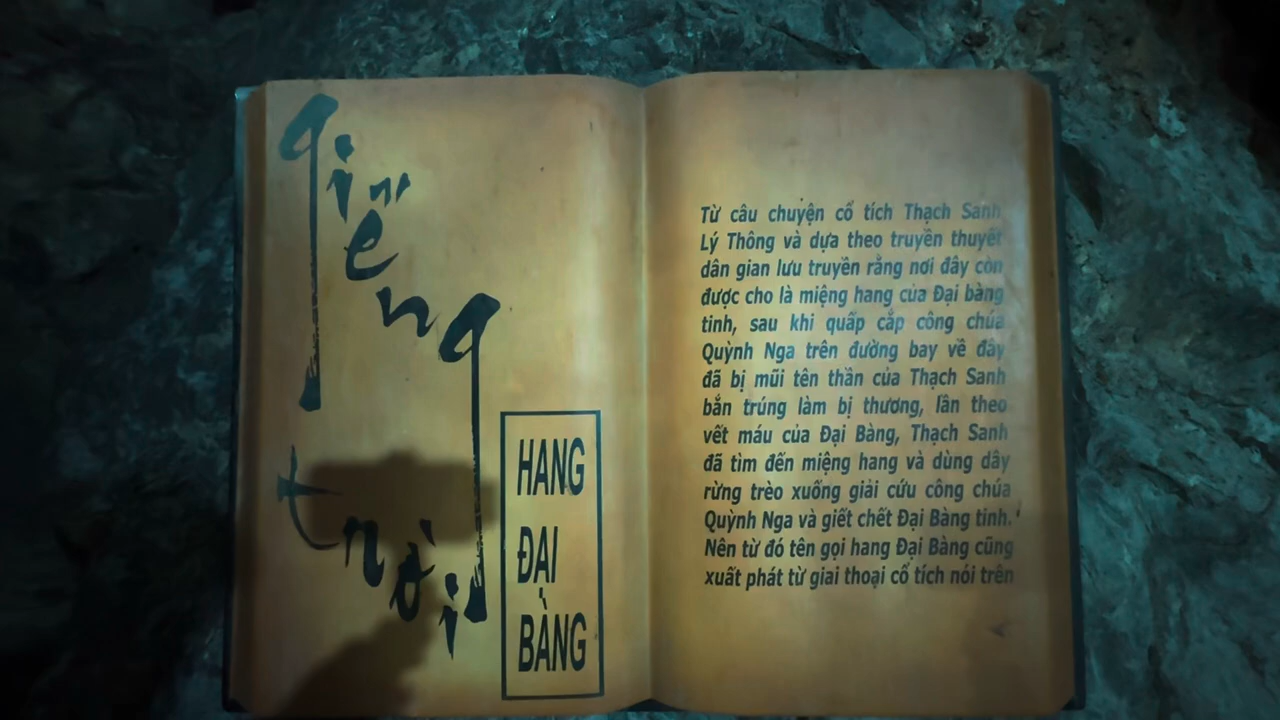 giếng
trời
HANG
ĐẠI
BÀNG
Từ câu chuyện cổ tích Thạch Sanh
Lý Thông và dựa theo truyền thuyết
dân gian lưu truyền rằng nơi đây còn
được cho là miệng hang của Đại bàng
tinh, sau khi quấp cắp công chúa
Quỳnh Nga trên đường bay về đây
đã bị mũi tên thần của Thạch Sanh
bắn trúng làm bị thương, lần theo
vết máu của Đại Bàng, Thạch Sanh
đã tìm đến miệng hang và dùng dây
rừng trèo xuống giải cứu công chúa
Quỳnh Nga và giết chết Đại Bàng tinh.
Nên từ đó tên gọi hang Đại Bàng cũng
xuất phát từ giai thoại cổ tích nói trên